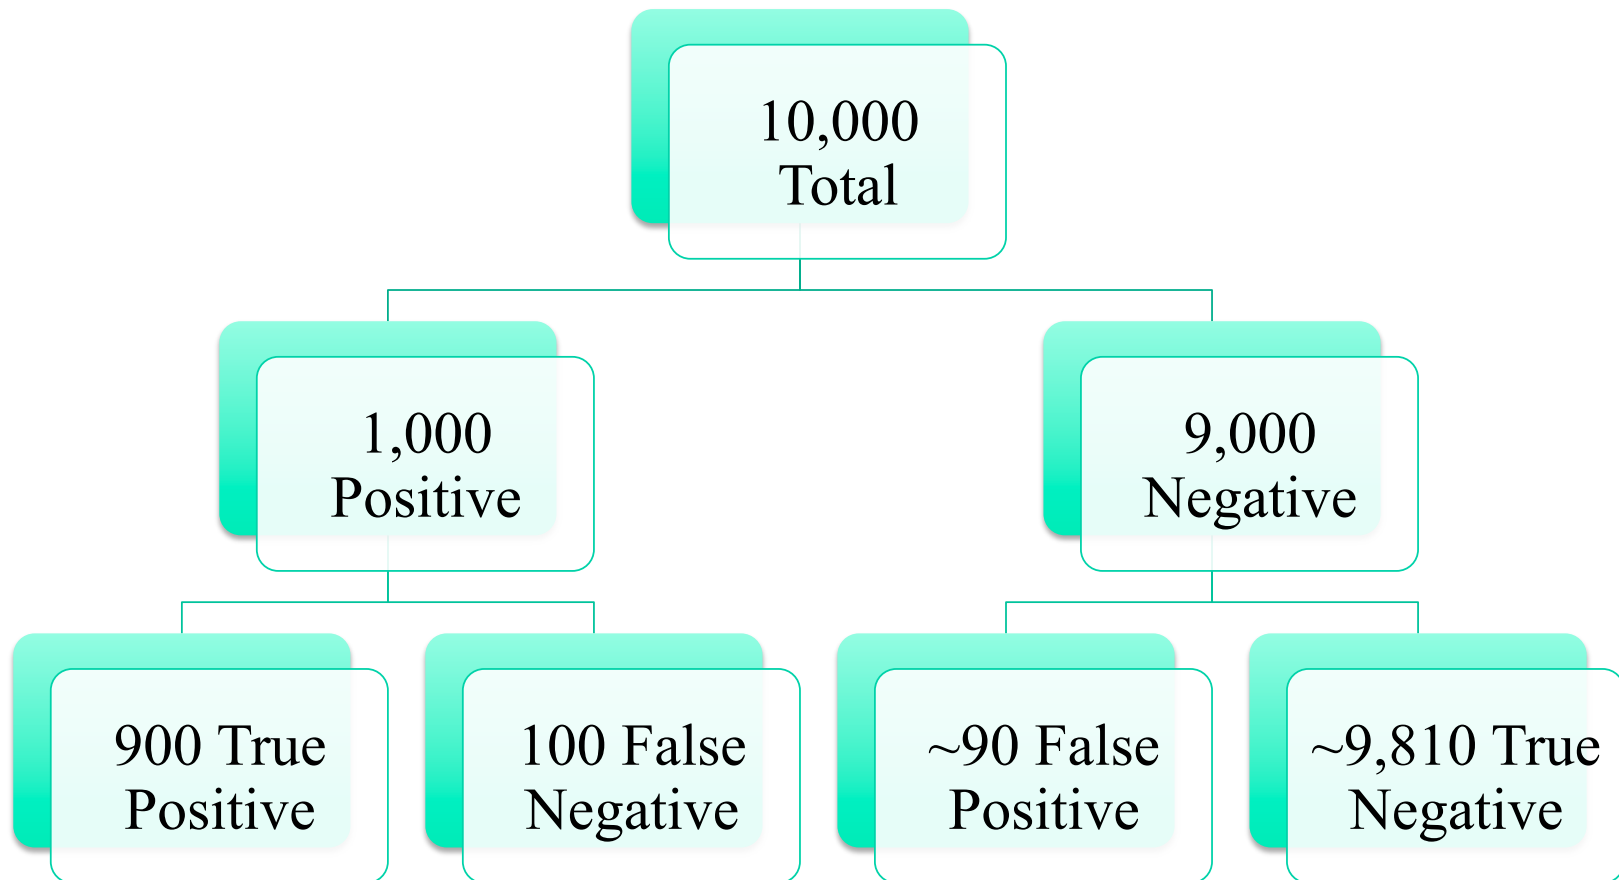 10,000
Total
1,000
Positive
9,000
Negative
900 True
Positive
100 False
Negative
~90 False
Positive
~9,810 True
Negative